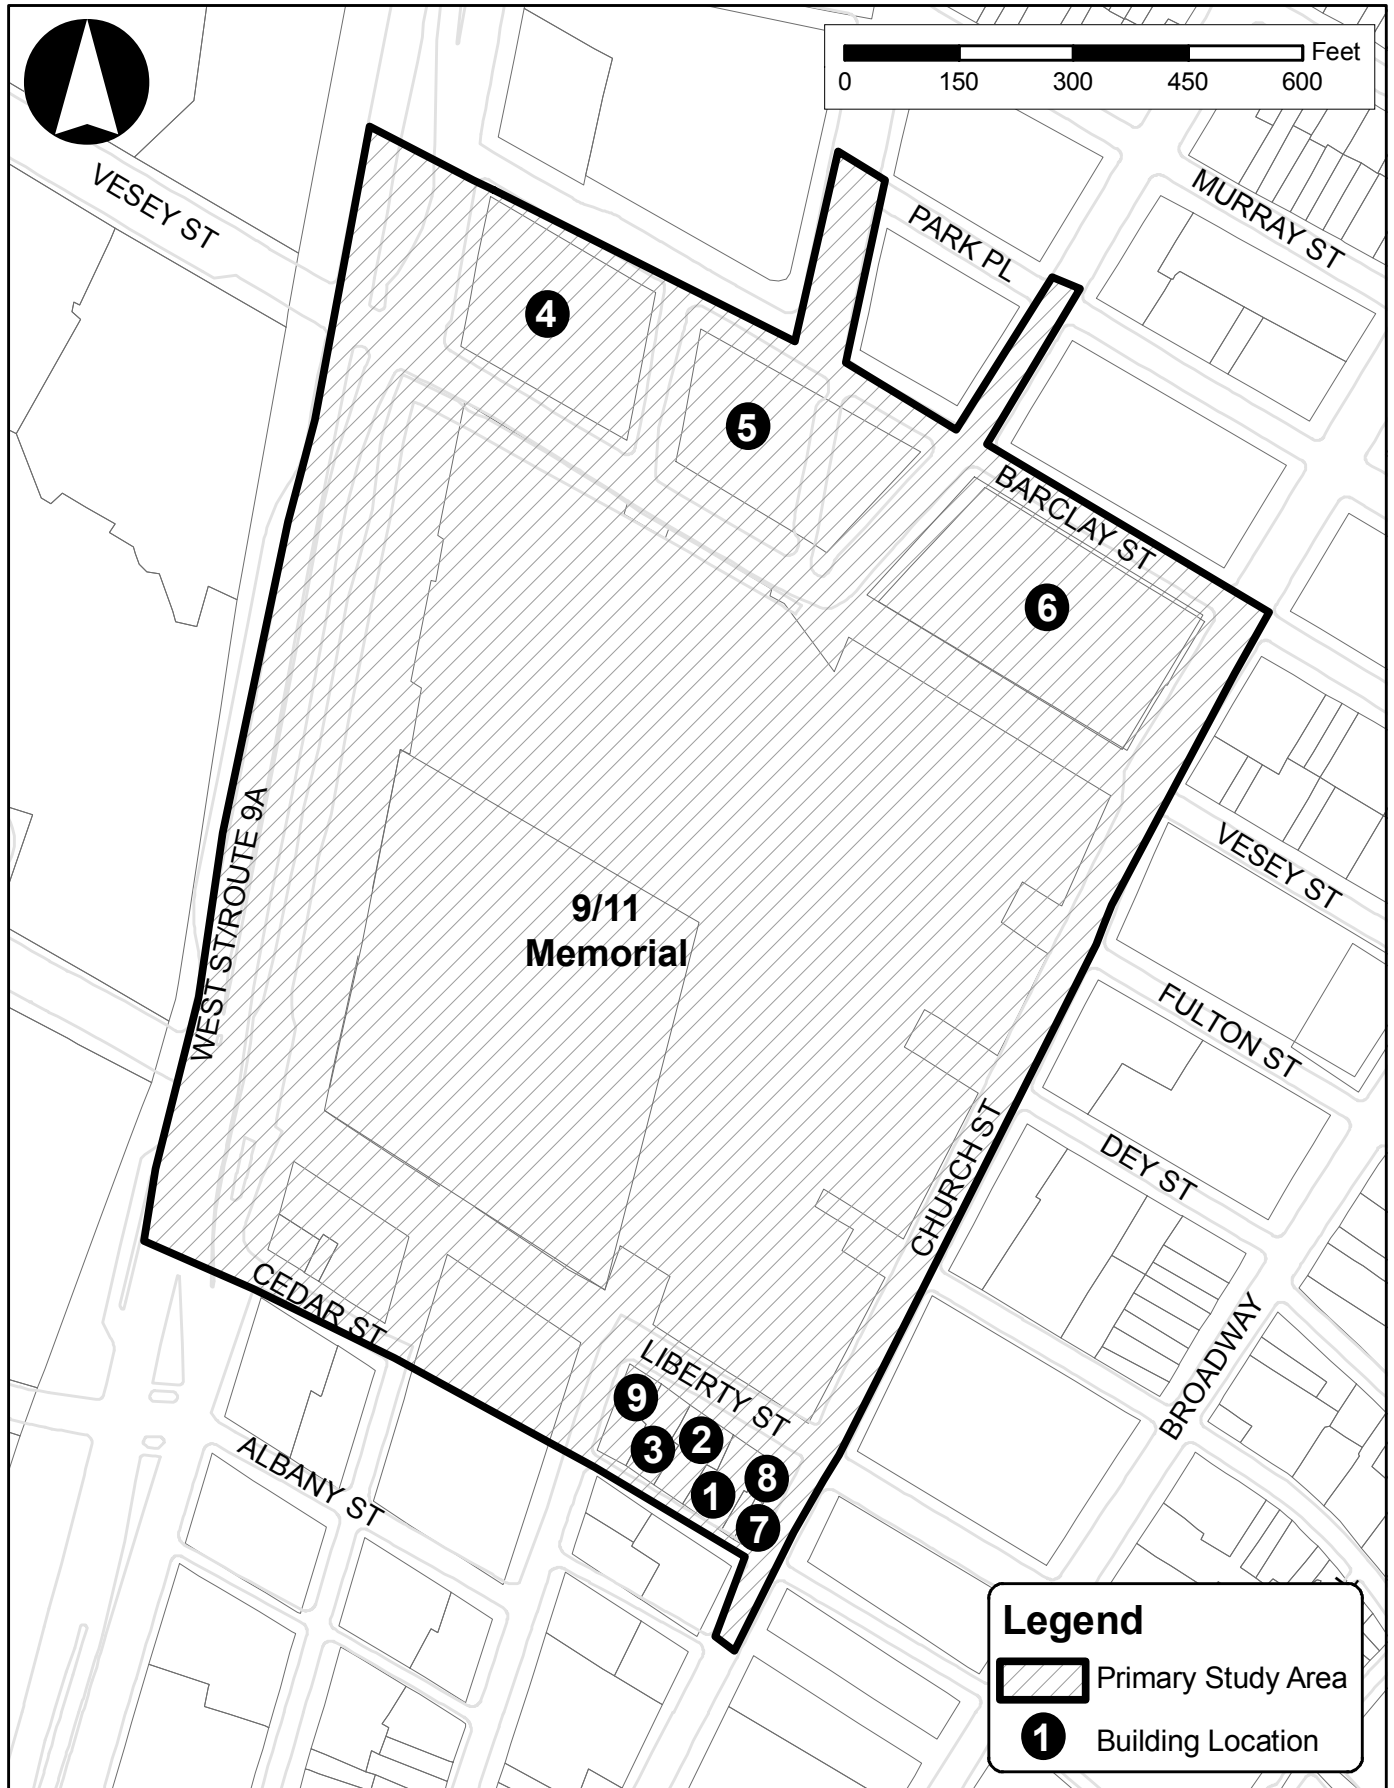 Feet
0 150 300 450 600
VESEY ST
MURRAY ST
PARK PL
4
5
BARCLAY ST
6
WEST ST/ROUTE 9A
VESEY ST
9/11
Memorial
FULTON ST
CHURCH ST
DEY ST
CEDAR ST
LIBERTY ST
BROADWAY
9
2
3
8
1
7
ALBANY ST
Legend
Primary Study Area
1 Building Location